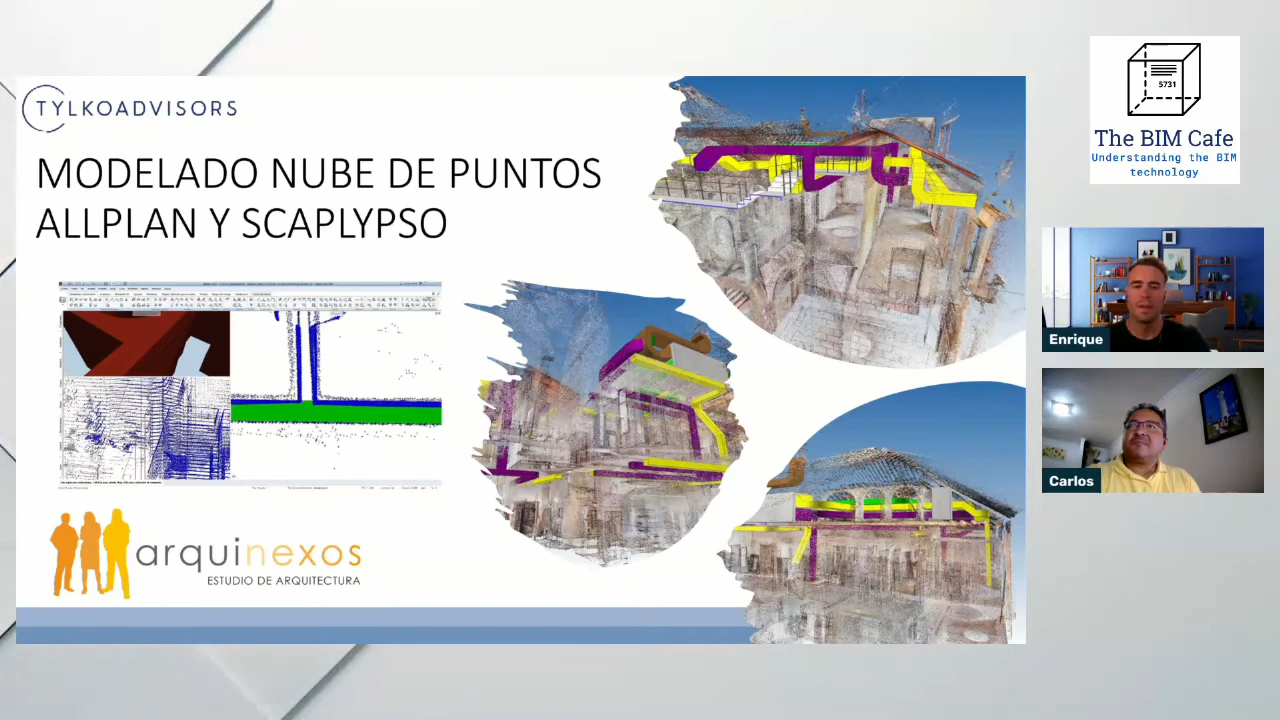 TYLKOADVISORS
MODELADO NUBE DE PUNTOS
ALLPLAN Y SCAPLYPSO
arquinexos
ESTUDIO DE ARQUITECTURA
5731
The BIM Cafe
Understanding the BIM
technology
Enrique
Carlos